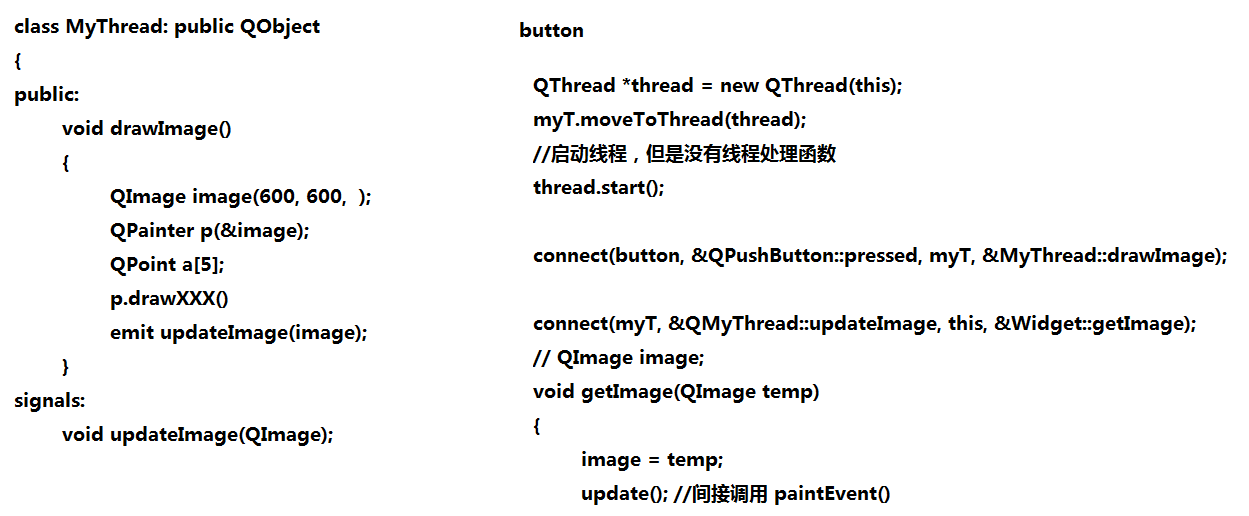 class MyThread: public QObject
{
public:
void drawImage()
{
QImage image(600, 600,  );
QPainter p(&image);
QPoint a[5];
p.drawXXX()
emit updateImage(image);
}
signals:
void updateImage(QImage);
button
QThread *thread = new QThread(this);
myT.moveToThread(thread);
//启动线程，但是没有线程处理函数
thread.start();
connect(button, &QPushButton::pressed, myT, &MyThread::drawImage);
connect(myT, &QMyThread::updateImage, this, &Widget::getImage);
// QImage image;
void getImage(QImage temp)
{
image = temp;
update(); //间接调用 paintEvent()